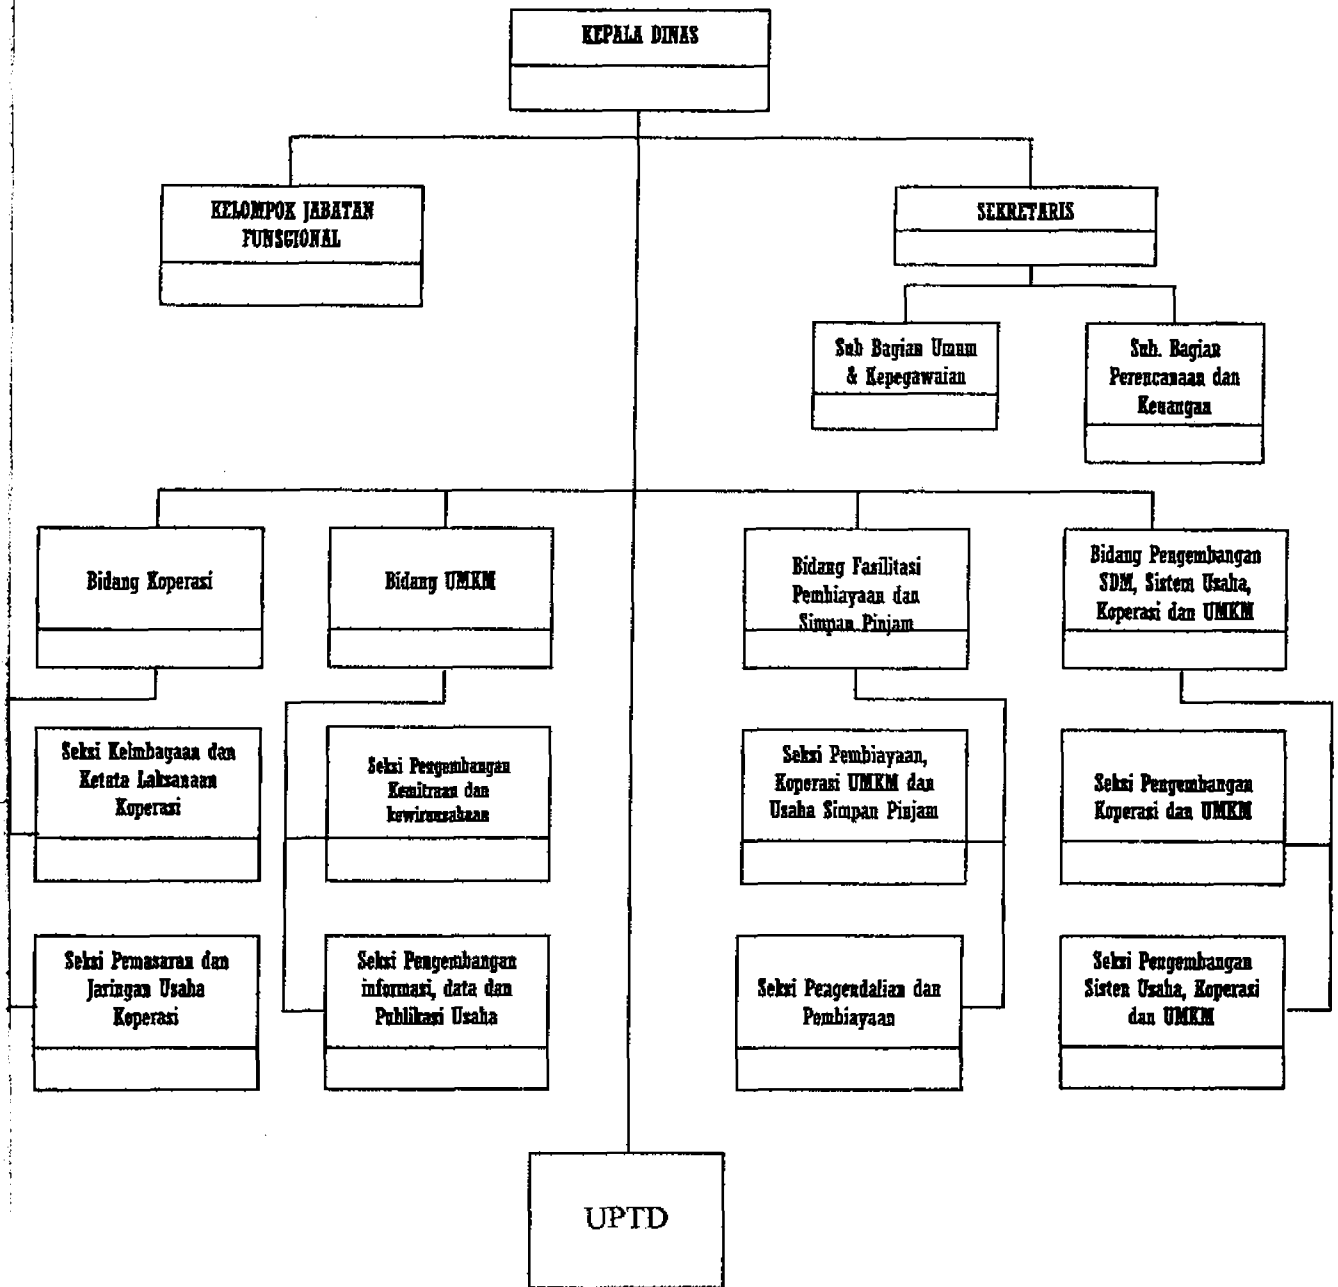 KEPALA DINAS
KELOMPOK JABATAN
FUNSGIONAL
SEKRETARIS
Sub Bagian Umum
& Kepegawaian
Sub. Bagian
Perencanaan dan
Keuangan
Bidang Koperasi
Bidang UMKM
Bidang Fasilitasi
Pembiayaan dan
Simpan Pinjam
Bidang Pengembangan
SDM, Sistem Usaha,
Koperasi dan UMKM
Seksi Kelmbagaan dan
Ketata Laksanaan
Koperasi
Seksi Pengembangan
Kemitraan dan
kewirausahaan
Seksi Pembiayaan,
Koperasi UMKM dan
Usaha Simpan Pinjam
Seksi Pengembangan
Koperasi dan UMKM
Seksi Pemasaran dan
Jaringan Usaha
Koperasi
Seksi Pengembangan
informasi, data dan
Publikasi Usaha
Seksi Pengendalian dan
Pembiayaan
Seksi Pengembangan
Sisten Usaha, Koperasi
dan UMKM
UPTD